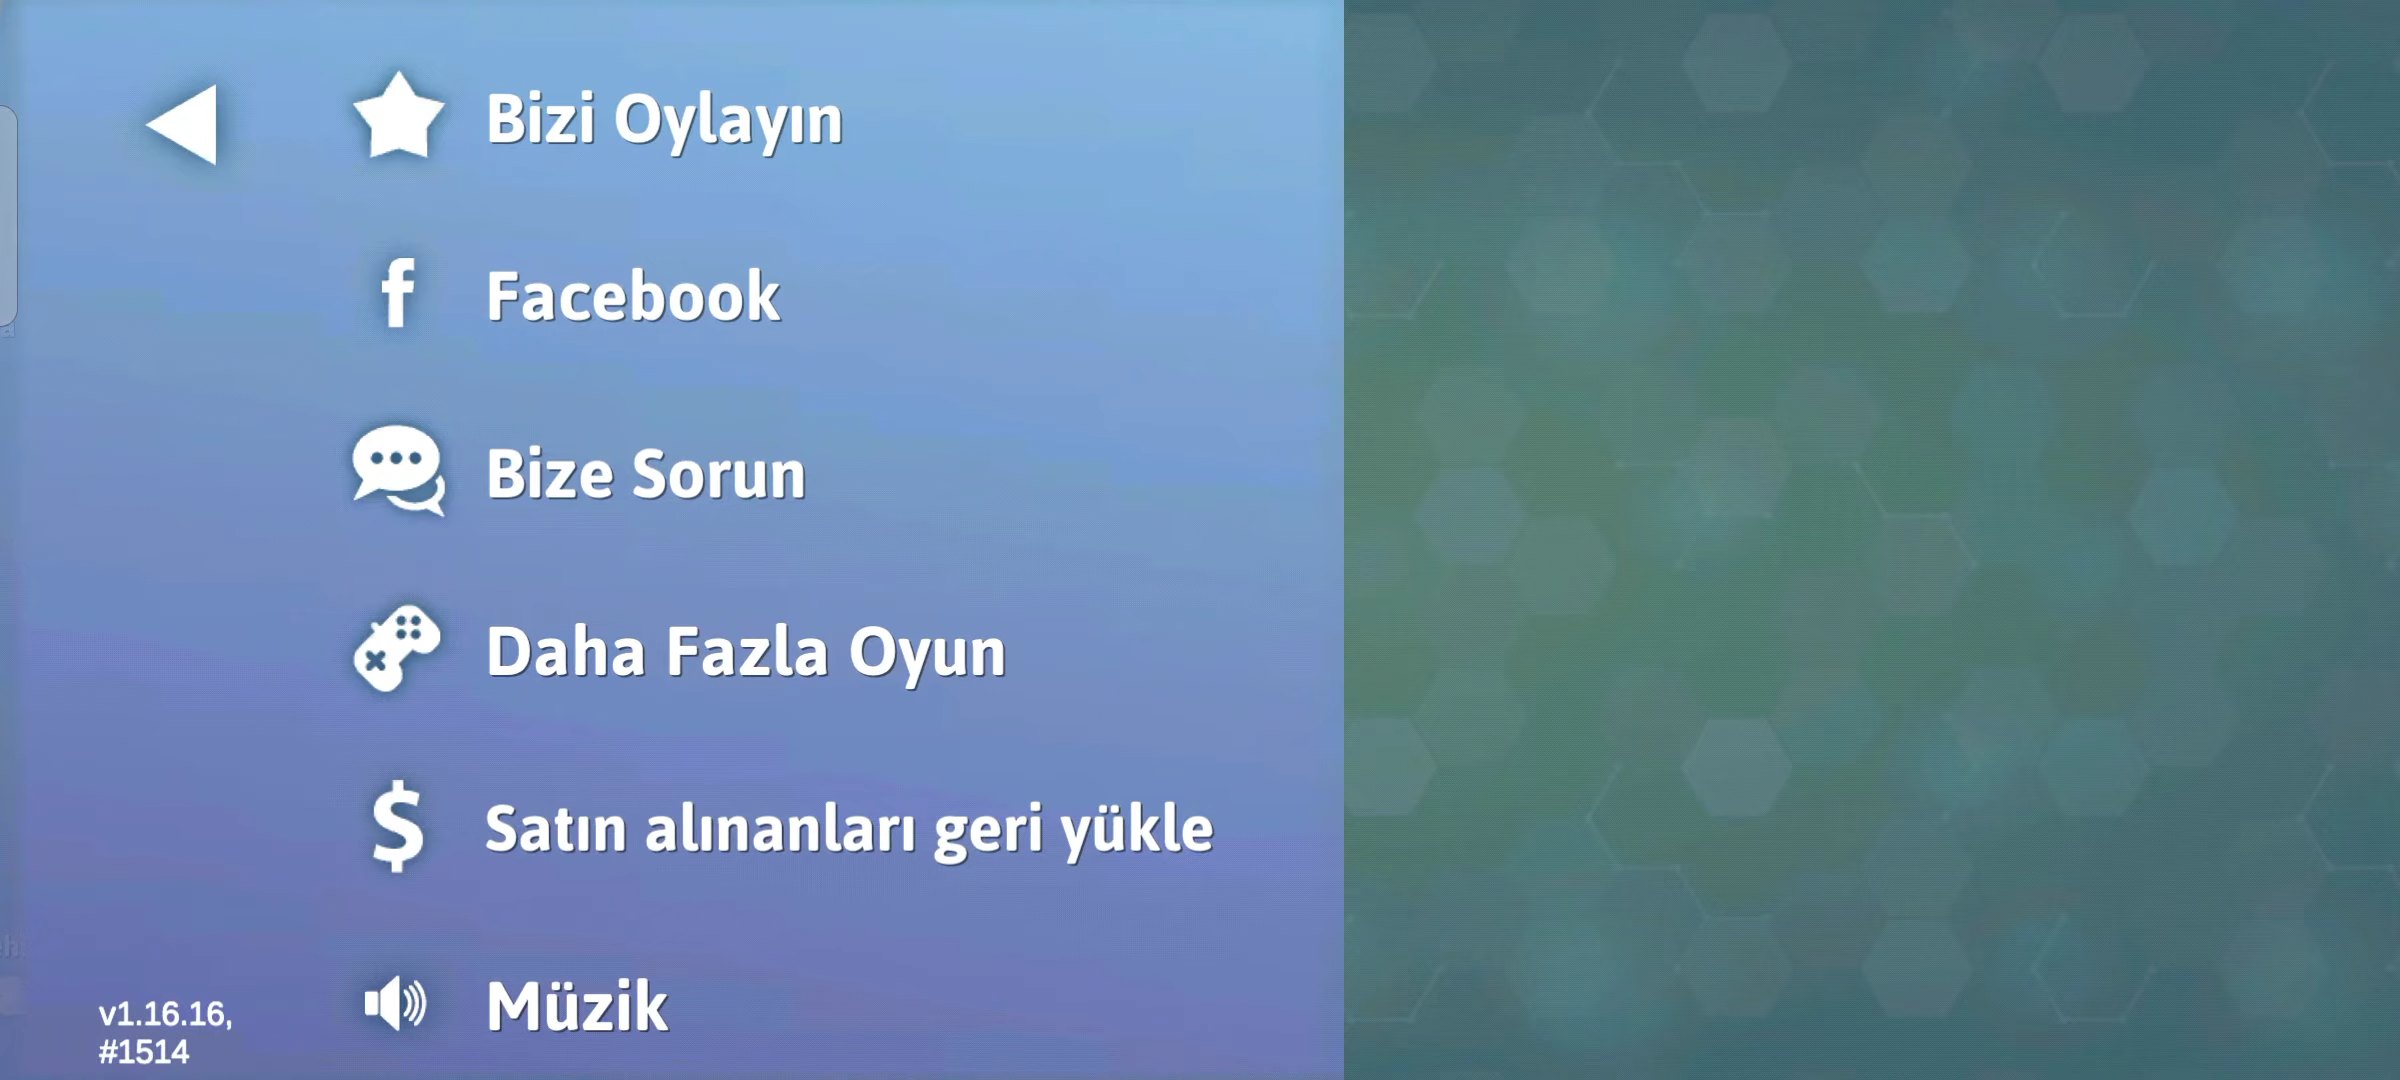 Bizi Oylayın
Facebook
Bize Sorun
Daha Fazla Oyun
Satın alınanları geri yükle
Müzik
v1.16.16,
#1514